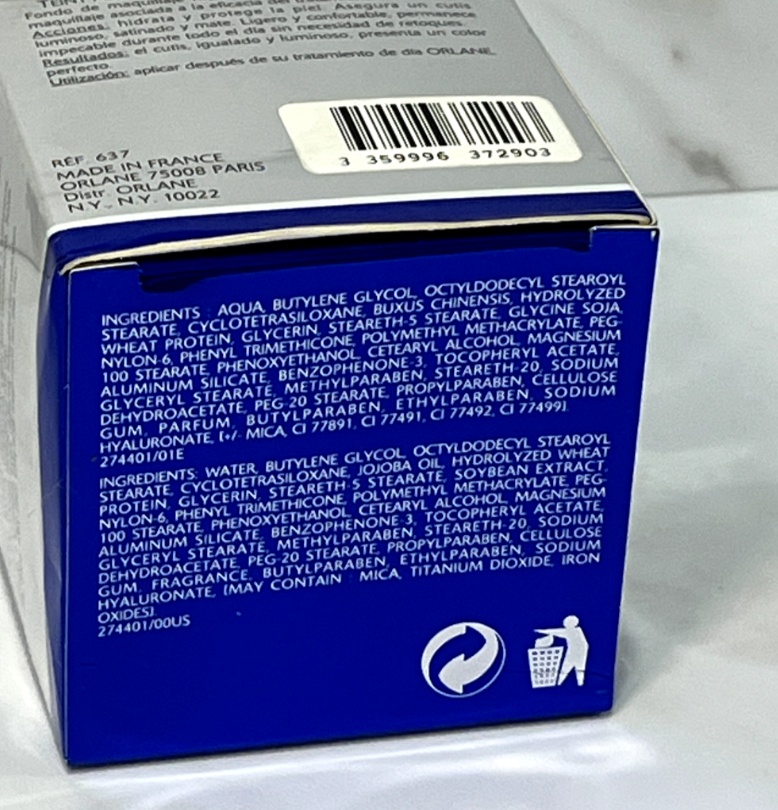 TEINT
Fondo de maquillaje
maquillaje asociada a la eficacia del Asegura un cutis
Acciones: hidrata y protege la piel. Ligero y confortable, permanece
luminoso, satinado y mate. sin necesidad de retoques.
impecable durante todo el día
Resultados: el cutis, igualado y luminoso, presenta un color
perfecto.
Utilización: aplicar después de su tratamiento de día ORLANE.
3 359996 372903
RÉF. 637
MADE IN FRANCE
ORLANE 75008 PARIS
Distr. ORLANE
N.Y. N.Y. 10022
INGREDIENTS : AQUA, BUTYLENE GLYCOL, OCTYLDODECYL STEAROYL
STEARATE, CYCLOTETRASILOXANE, BUXUS CHINENSIS, HYDROLYZED
WHEAT PROTEIN, GLYCERIN, STEARETH-5 STEARATE, GLYCINE SOJA,
NYLON-6, PHENYL TRIMETHICONE, POLYMETHYL METHACRYLATE, PEG-
100 STEARATE, PHENOXYETHANOL, CETEARYL ALCOHOL, MAGNESIUM
ALUMINUM SILICATE, BENZOPHENONE-3, TOCOPHERYL ACETATE,
GLYCERYL STEARATE, METHYLPARABEN, STEARETH-20, SODIUM
DEHYDROACETATE, PEG-20 STEARATE, PROPYLPARABEN, CELLULOSE
GUM, PARFUM, BUTYLPARABEN, ETHYLPARABEN, SODIUM
HYALURONATE, [+/- MICA, CI 77891, CI 77491, CI 77492, CI 77499].
274401/01E
INGREDIENTS: WATER, BUTYLENE GLYCOL, OCTYLDODECYL STEAROYL
STEARATE, CYCLOTETRASILOXANE, JOJOBA OIL, HYDROLYZED WHEAT
PROTEIN, GLYCERIN, STEARETH-5 STEARATE, SOYBEAN EXTRACT,
NYLON-6, PHENYL TRIMETHICONE, POLYMETHYL METHACRYLATE, PEG-
100 STEARATE, PHENOXYETHANOL, CETEARYL ALCOHOL, MAGNESIUM
ALUMINUM SILICATE, BENZOPHENONE-3, TOCOPHERYL ACETATE,
GLYCERYL STEARATE, METHYLPARABEN, STEARETH-20, SODIUM
DEHYDROACETATE, PEG-20 STEARATE, PROPYLPARABEN, CELLULOSE
GUM, FRAGRANCE, BUTYLPARABEN, ETHYLPARABEN, SODIUM
HYALURONATE, [MAY CONTAIN : MICA, TITANIUM DIOXIDE, IRON
OXIDES].
274401/00US